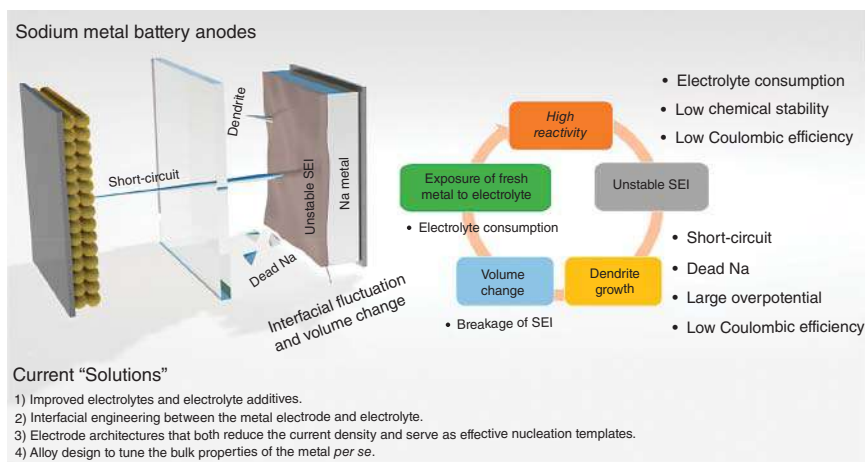 Sodium metal battery anodes
Dendrite
Short-circuit
Unstable SEI
Na metal
Dead Na
Interfacial fluctuation
and volume change
High
reactivity
• Electrolyte consumption
• Low chemical stability
• Low Coulombic efficiency
Exposure of fresh
metal to electrolyte
Unstable SEI
• Electrolyte consumption
Volume
change
Dendrite
growth
• Breakage of SEI
• Short-circuit
• Dead Na
• Large overpotential
• Low Coulombic efficiency
Current “Solutions”
1) Improved electrolytes and electrolyte additives.
2) Interfacial engineering between the metal electrode and electrolyte.
3) Electrode architectures that both reduce the current density and serve as effective nucleation templates.
4) Alloy design to tune the bulk properties of the metal per se.